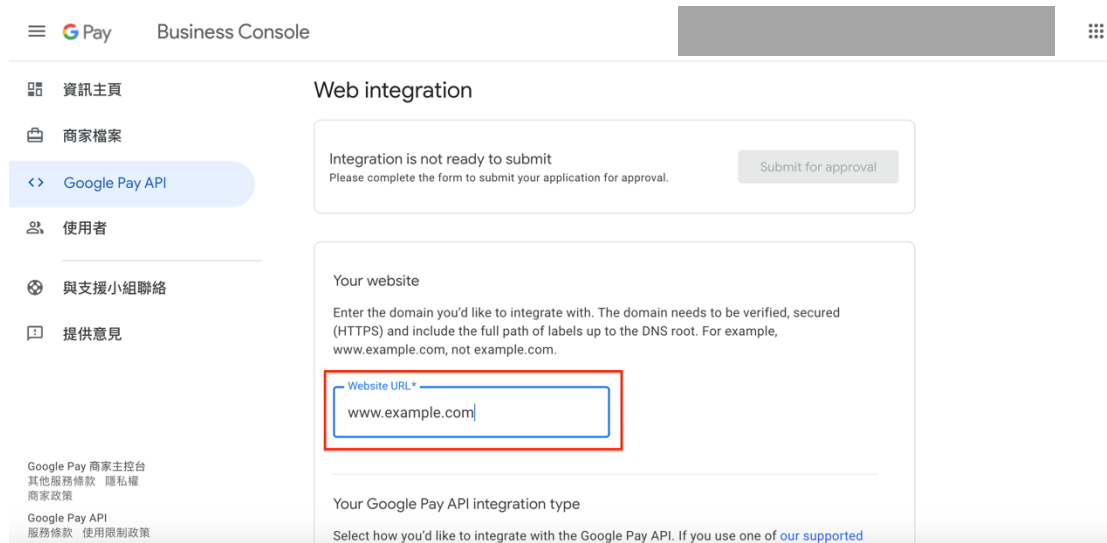 G Pay Business Console
資訊主頁
商家檔案
Google Pay API
使用者
與支援小組聯絡
提供意見
Google Pay 商家主控台
其他服務條款 隱私權
商家政策
Google Pay API
服務條款 使用限制政策
Web integration
Integration is not ready to submit
Please complete the form to submit your application for approval.
Submit for approval
Your website
Enter the domain you'd like to integrate with. The domain needs to be verified, secured
(HTTPS) and include the full path of labels up to the DNS root. For example,
www.example.com, not example.com.
Website URL*
www.example.com
Your Google Pay API integration type
Select how you'd like to integrate with the Google Pay API. If you use one of our supported